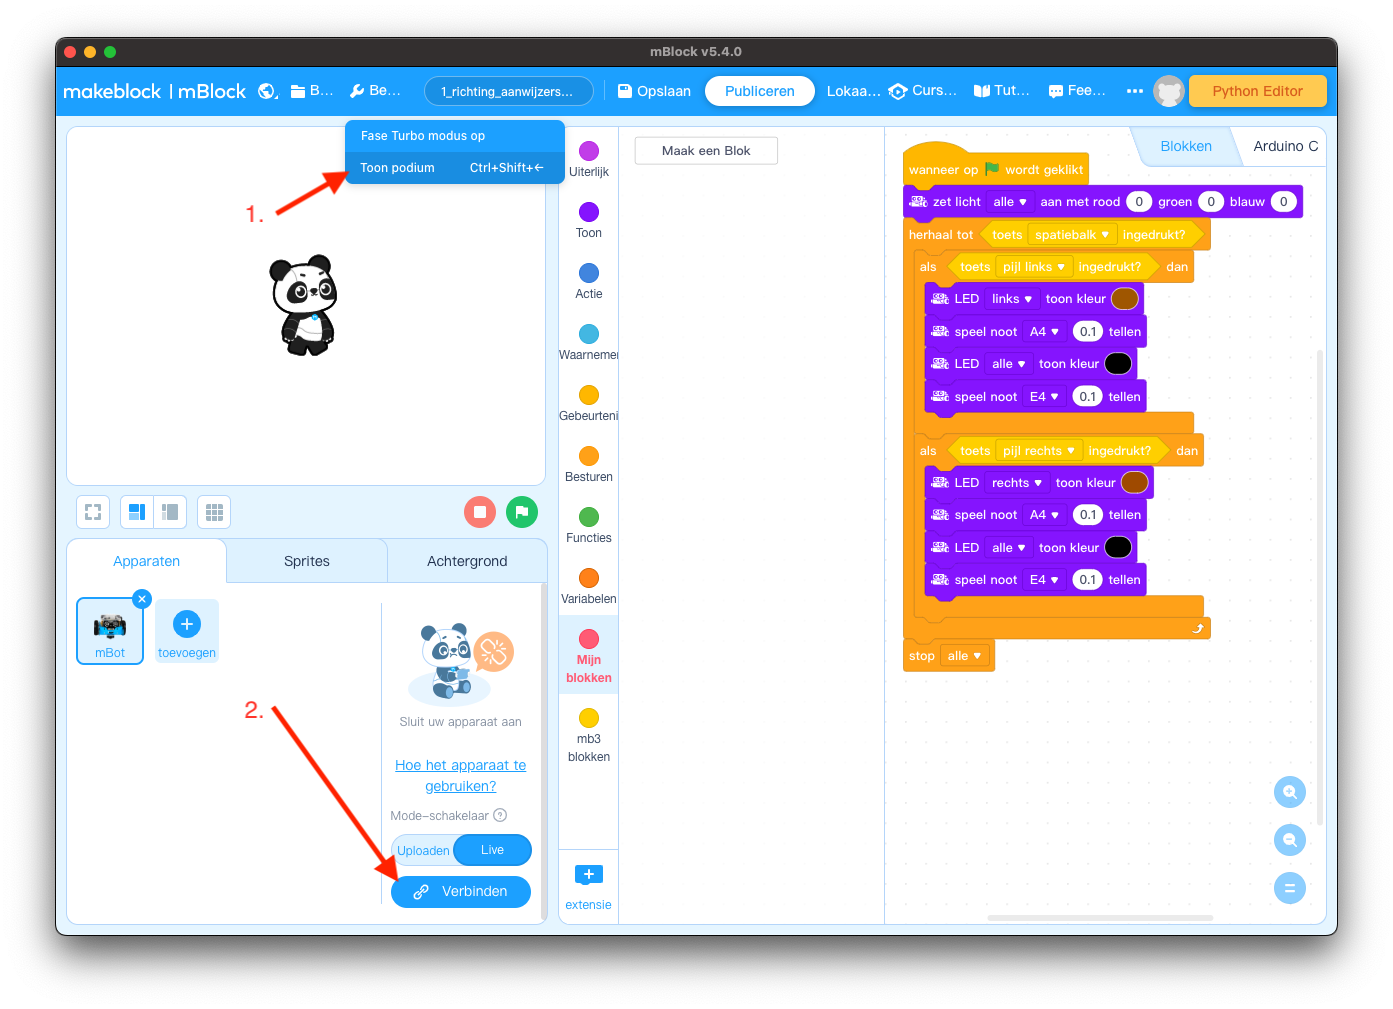 mBlock v5.4.0
makeblock | mBlock B... Be... 1_richting_aanwijzers... Opslaan Publiceren Lokaa... Curs... Tut... Fee... ••• Python Editor
Fase Turbo modus op
Toon podium Ctrl+Shift+←
1.
Uiterlijk
Toon
Actie
Waarnemer
Gebeurteni
Besturen
Functies
Variabelen
Mijn
blokken
mb3
blokken
extensie
Maak een Blok
Blokken Arduino C
wanneer op wordt geklikt
zet licht alle ▼ aan met rood 0 groen 0 blauw 0
herhaal tot toets spatiebalk ▼ ingedrukt?
als toets pijl links ▼ ingedrukt? dan
LED links ▼ toon kleur
speel noot A4 ▼ 0.1 tellen
LED alle ▼ toon kleur
speel noot E4 ▼ 0.1 tellen
als toets pijl rechts ▼ ingedrukt? dan
LED rechts ▼ toon kleur
speel noot A4 ▼ 0.1 tellen
LED alle ▼ toon kleur
speel noot E4 ▼ 0.1 tellen
stop alle ▼
Apparaten Sprites Achtergrond
mBot
toevoegen
2.
Sluit uw apparaat aan
Hoe het apparaat te
gebruiken?
Mode-schakelaar ?
Uploaden Live
Verbinden